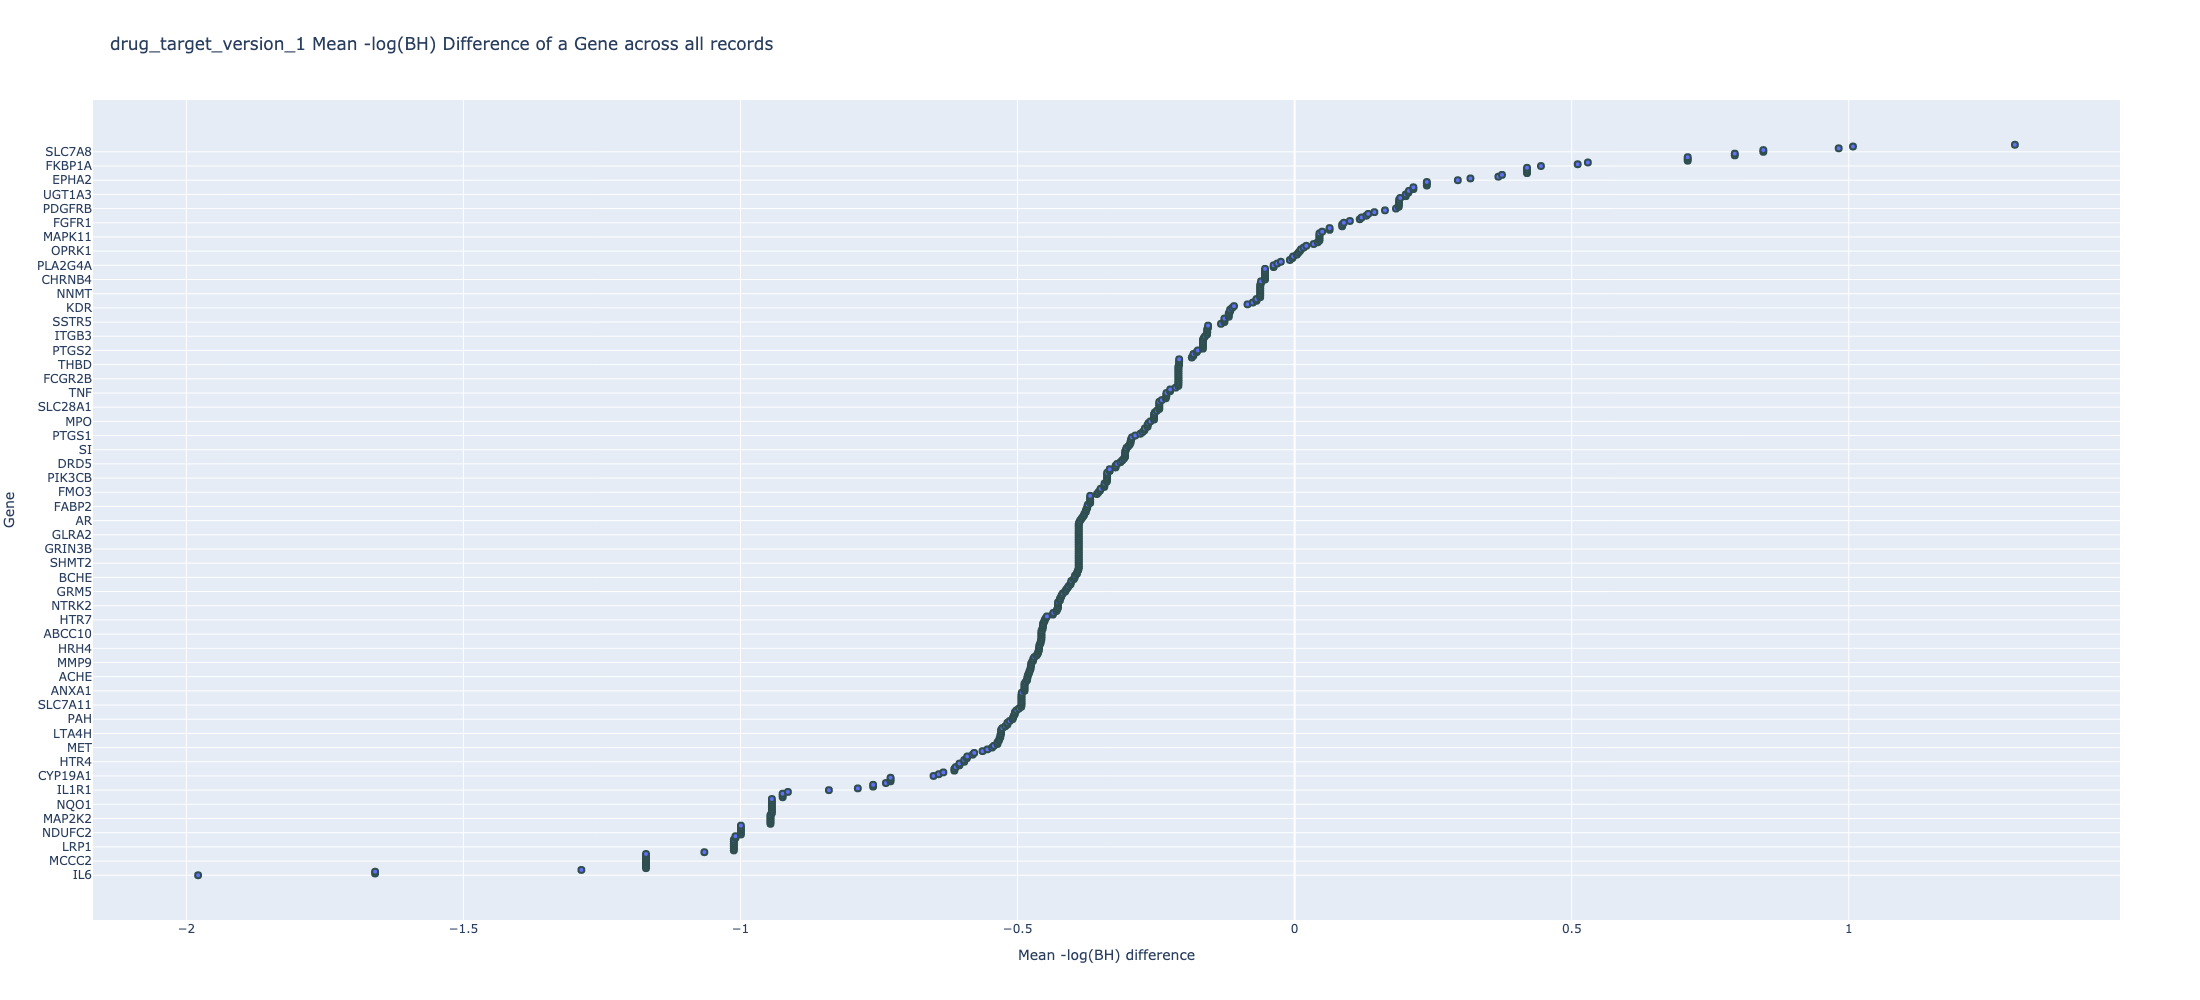 drug_target_version_1 Mean -log(BH) Difference of a Gene across all records
SLC7A8
FKBP1A
EPHA2
UGT1A3
PDGFRB
FGFR1
MAPK11
OPRK1
PLA2G4A
CHRNB4
NNMT
KDR
SSTR5
ITGB3
PTGS2
THBD
FCGR2B
TNF
SLC28A1
MPO
PTGS1
SI
DRD5
PIK3CB
FMO3
FABP2
AR
GLRA2
GRIN3B
SHMT2
BCHE
GRM5
NTRK2
HTR7
ABCC10
HRH4
MMP9
ACHE
ANXA1
SLC7A11
PAH
LTA4H
MET
HTR4
CYP19A1
IL1R1
NQO1
MAP2K2
NDUFC2
LRP1
MCCC2
IL6
Gene
−2 −1.5 −1 −0.5 0 0.5 1
Mean -log(BH) difference